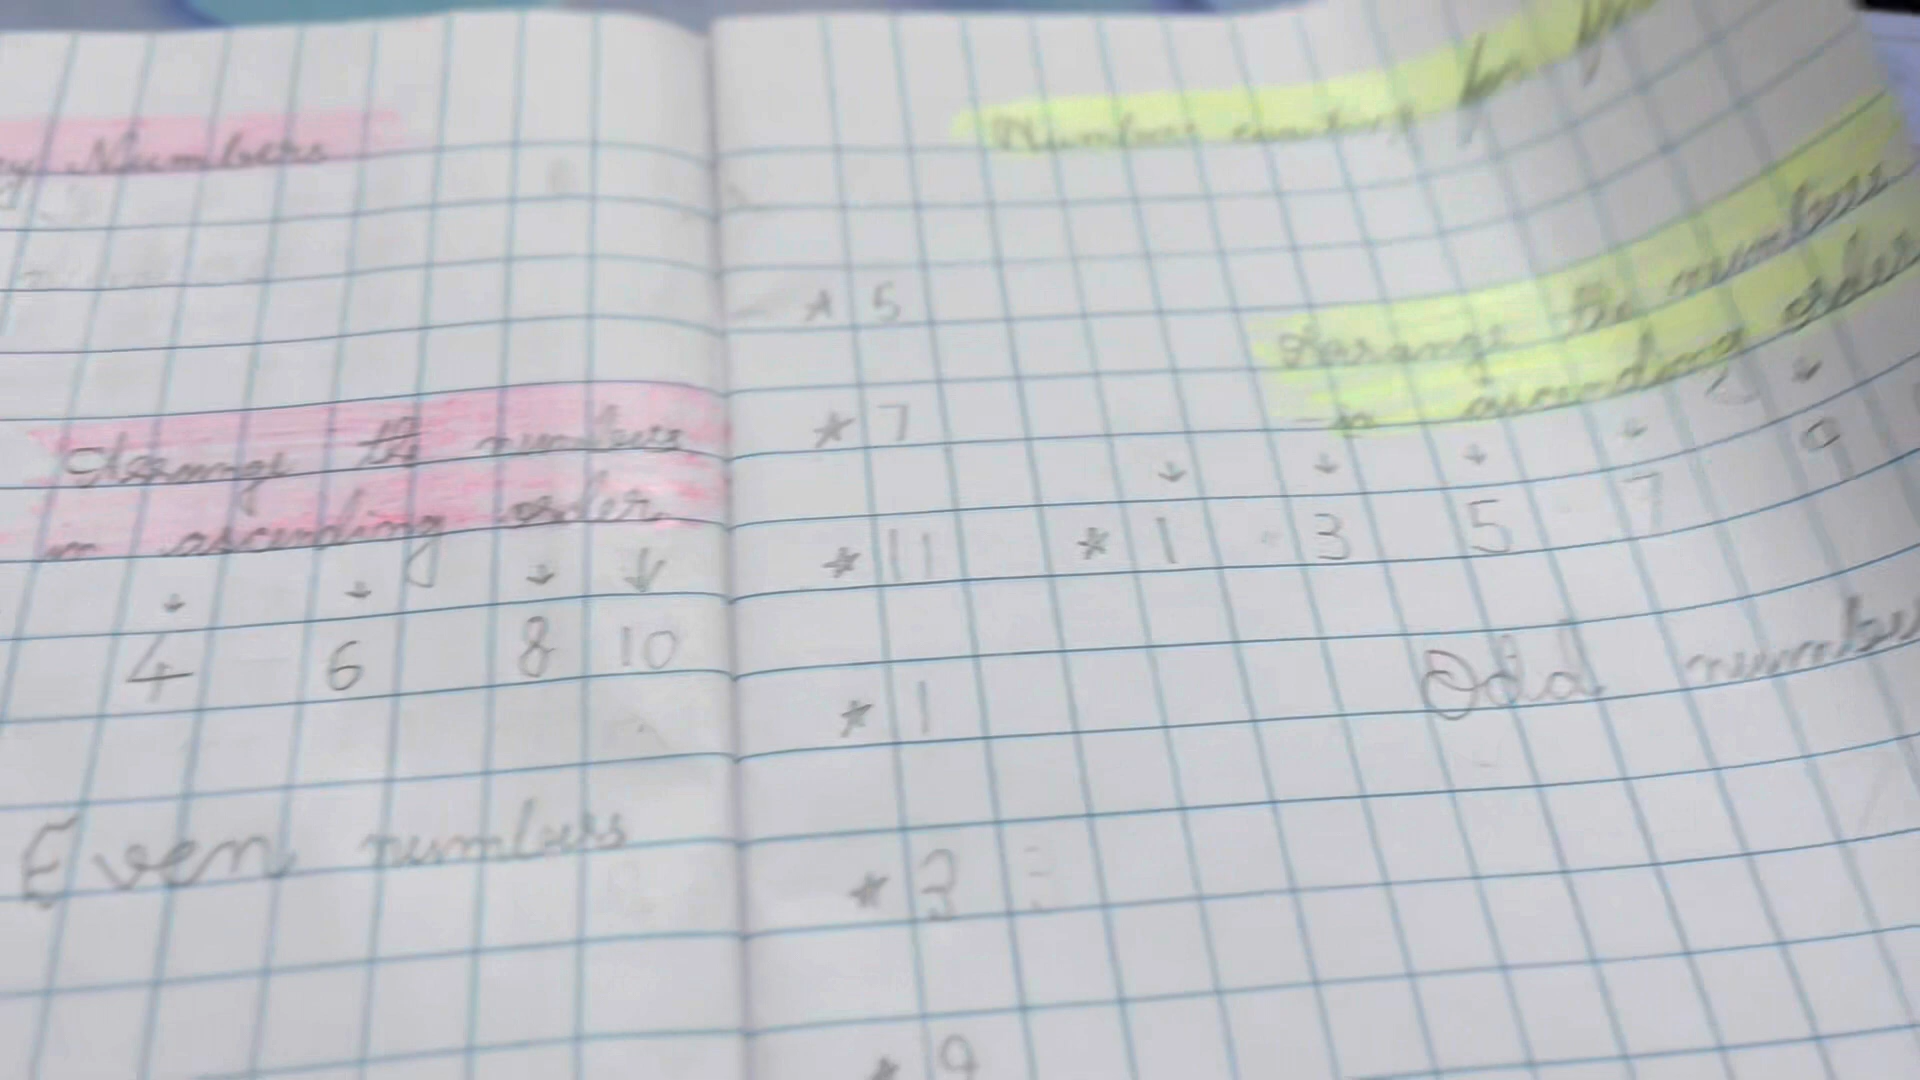 Numbers
Arrange the numbers
in ascending order.
4 6 8 10
Even numbers
Numbers
* 5
* 7
* 11
* 1
* 3
* 9
Arrange the numbers
in ascending order
* 1 3 5 7 9
Odd numbers